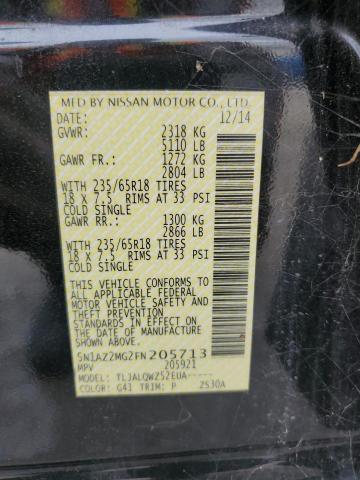 MFD BY NISSAN MOTOR CO., LTD.
DATE: 12/14
GVWR: 2318 KG
5110 LB
GAWR FR.: 1272 KG
2804 LB
WITH 235/65R18 TIRES
18 X 7.5 RIMS AT 33 PSI
COLD SINGLE
GAWR RR.: 1300 KG
2866 LB
WITH 235/65R18 TIRES
18 X 7.5 RIMS AT 33 PSI
COLD SINGLE
THIS VEHICLE CONFORMS TO
ALL APPLICABLE FEDERAL
MOTOR VEHICLE SAFETY AND
THEFT PREVENTION
STANDARDS IN EFFECT ON
THE DATE OF MANUFACTURE
SHOWN ABOVE.
5N1AZ2MG2FN205713
MPV 205921
MODEL: TLJALQWZ52EUA-----
COLOR: G41 TRIM: P 2530A